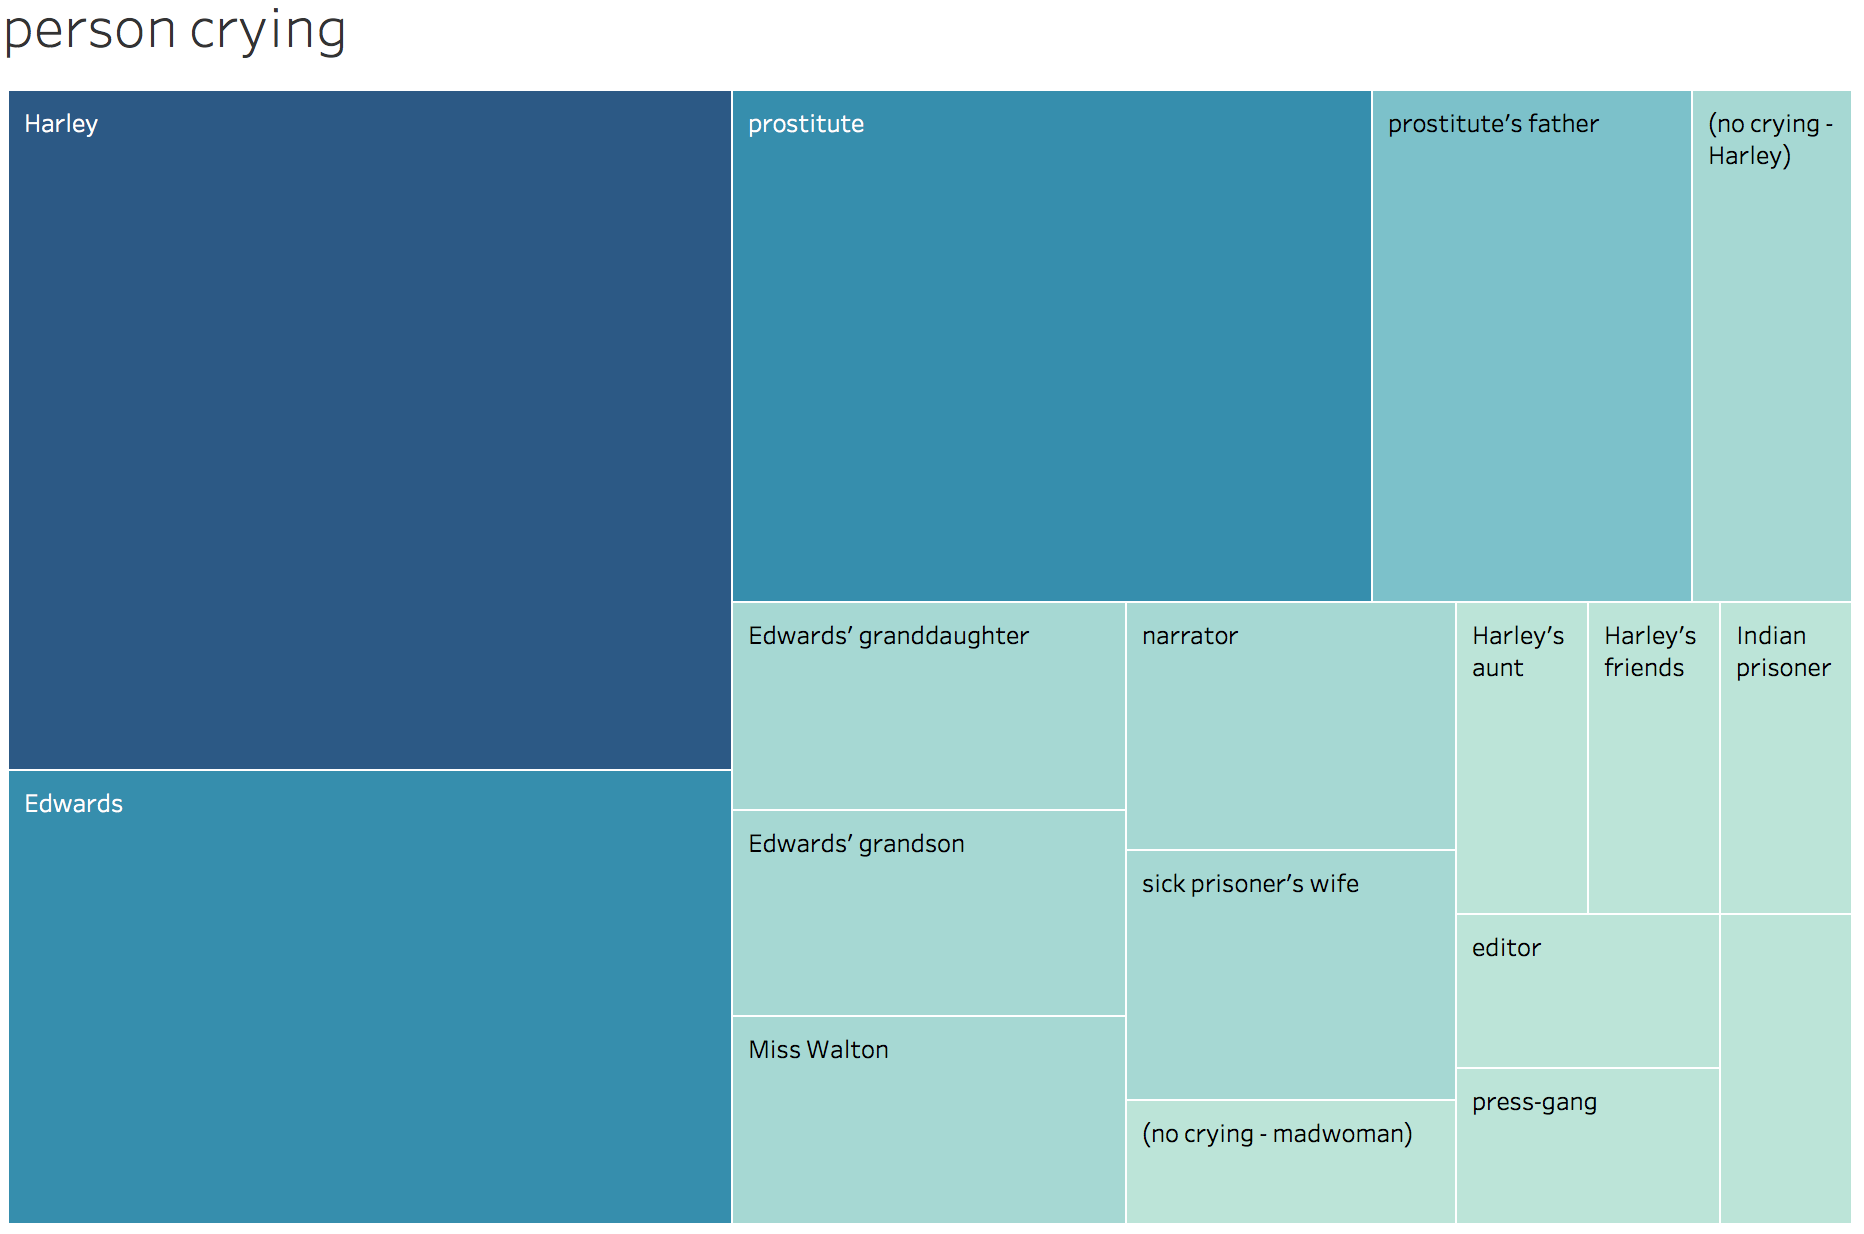 person crying
Harley
prostitute
prostitute's father
(no crying -
Harley)
Edwards' granddaughter
narrator
Harley's
aunt
Harley's
friends
Indian
prisoner
Edwards
Edwards' grandson
sick prisoner's wife
editor
Miss Walton
press-gang
(no crying - madwoman)